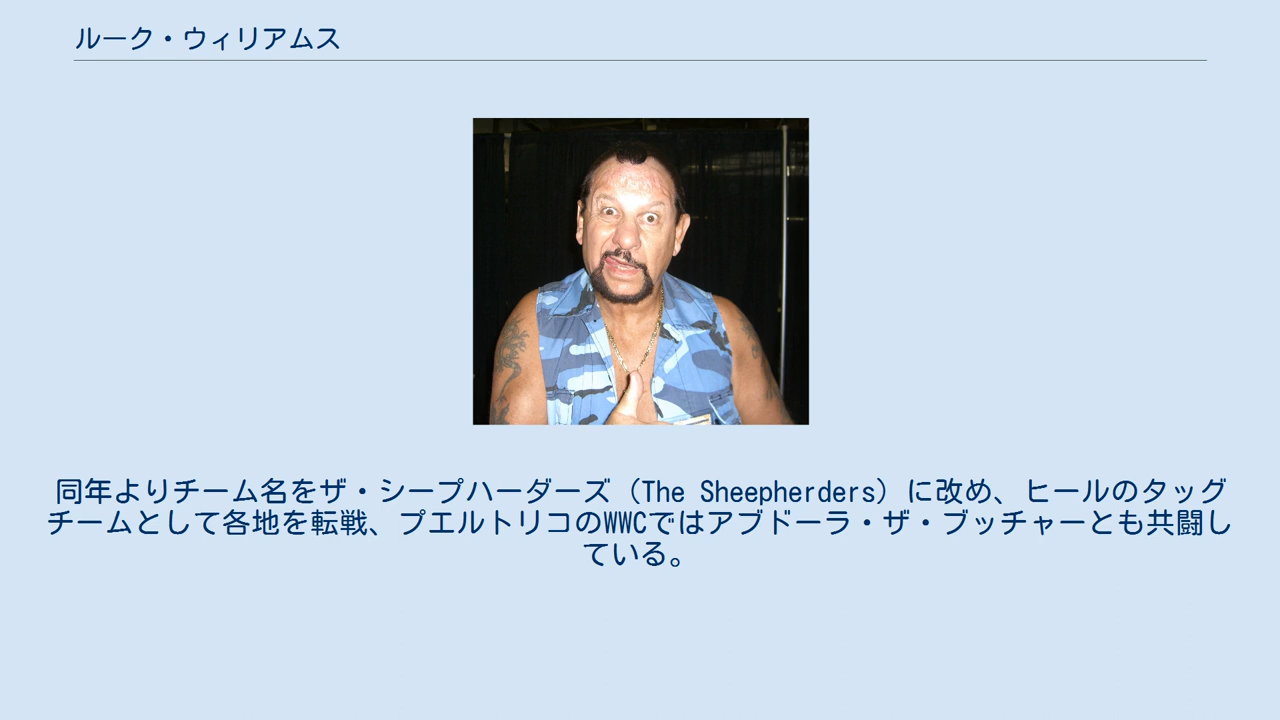 ルーク・ウィリアムス
同年よりチーム名をザ・シープハーダーズ（The Sheepherders）に改め、ヒールのタッグ
チームとして各地を転戦、プエルトリコのWWCではアブドーラ・ザ・ブッチャーとも共闘し
ている。